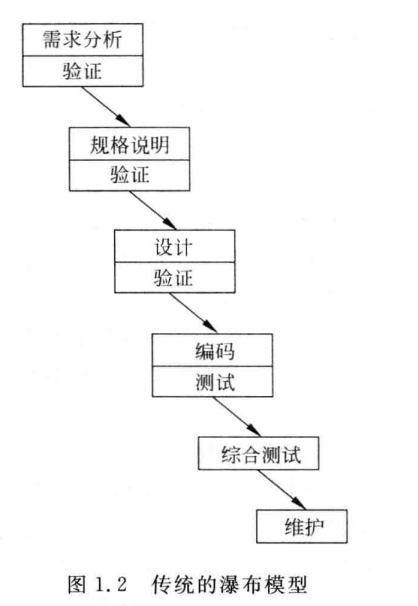 需求分析
验证
规格说明
验证
设计
验证
编码
测试
综合测试
维护
图 1.2 传统的瀑布模型